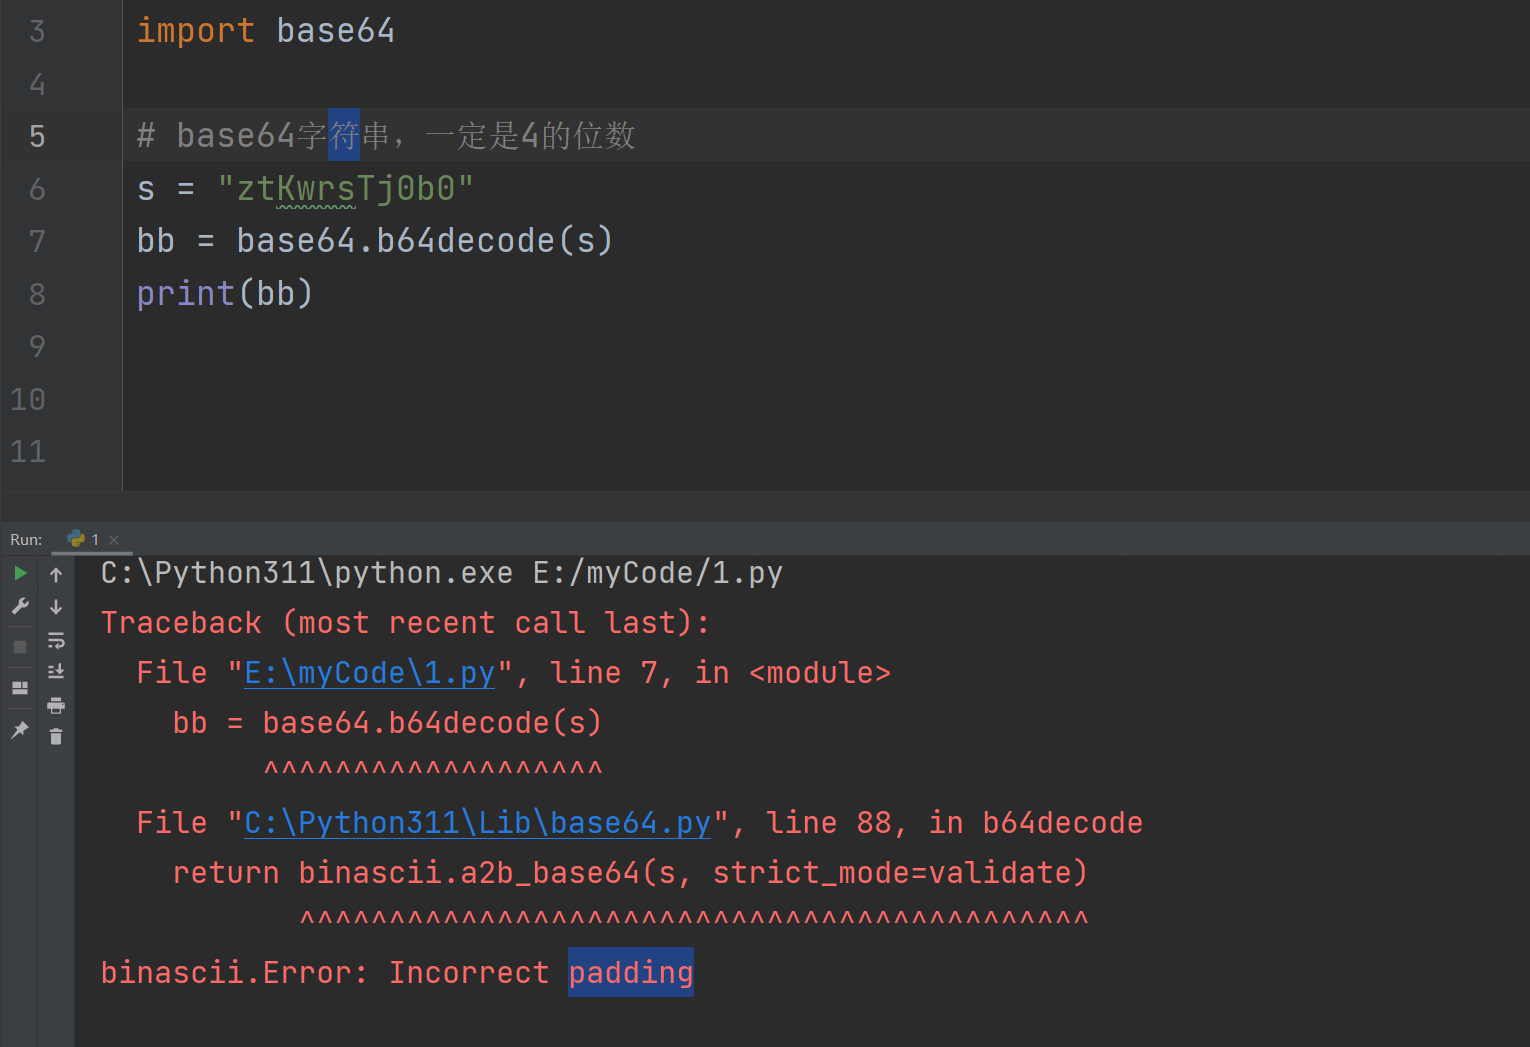 3 import base64
4
5 # base64字符串，一定是4的位数
6 s = "ztKwrsTj0b0"
7 bb = base64.b64decode(s)
8 print(bb)
9
10
11
Run: 1 ×
C:\Python311\python.exe E:/myCode/1.py
Traceback (most recent call last):
  File "E:\myCode\1.py", line 7, in <module>
    bb = base64.b64decode(s)
         ^^^^^^^^^^^^^^^^^^^
  File "C:\Python311\Lib\base64.py", line 88, in b64decode
    return binascii.a2b_base64(s, strict_mode=validate)
           ^^^^^^^^^^^^^^^^^^^^^^^^^^^^^^^^^^^^^^^^^^^^
binascii.Error: Incorrect padding